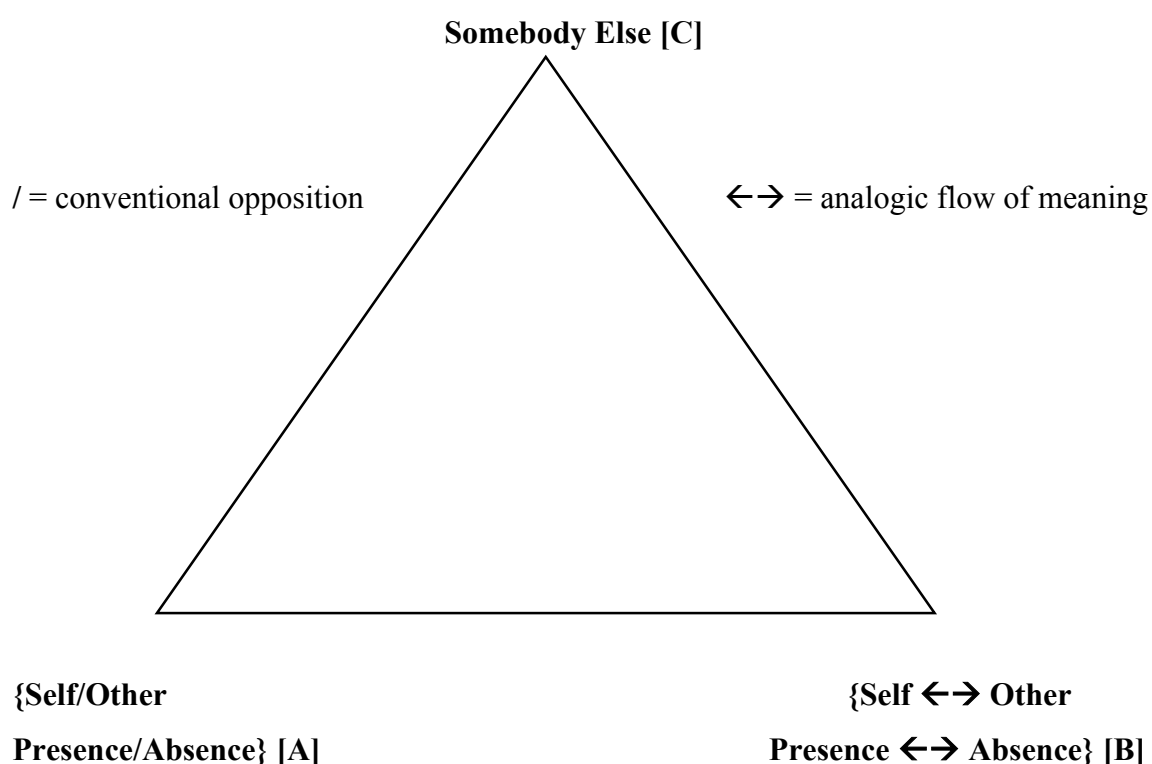 Somebody Else [C]
/ = conventional opposition
←→ = analogic flow of meaning
{Self/Other
Presence/Absence} [A]
{Self ←→ Other
Presence ←→ Absence} [B]